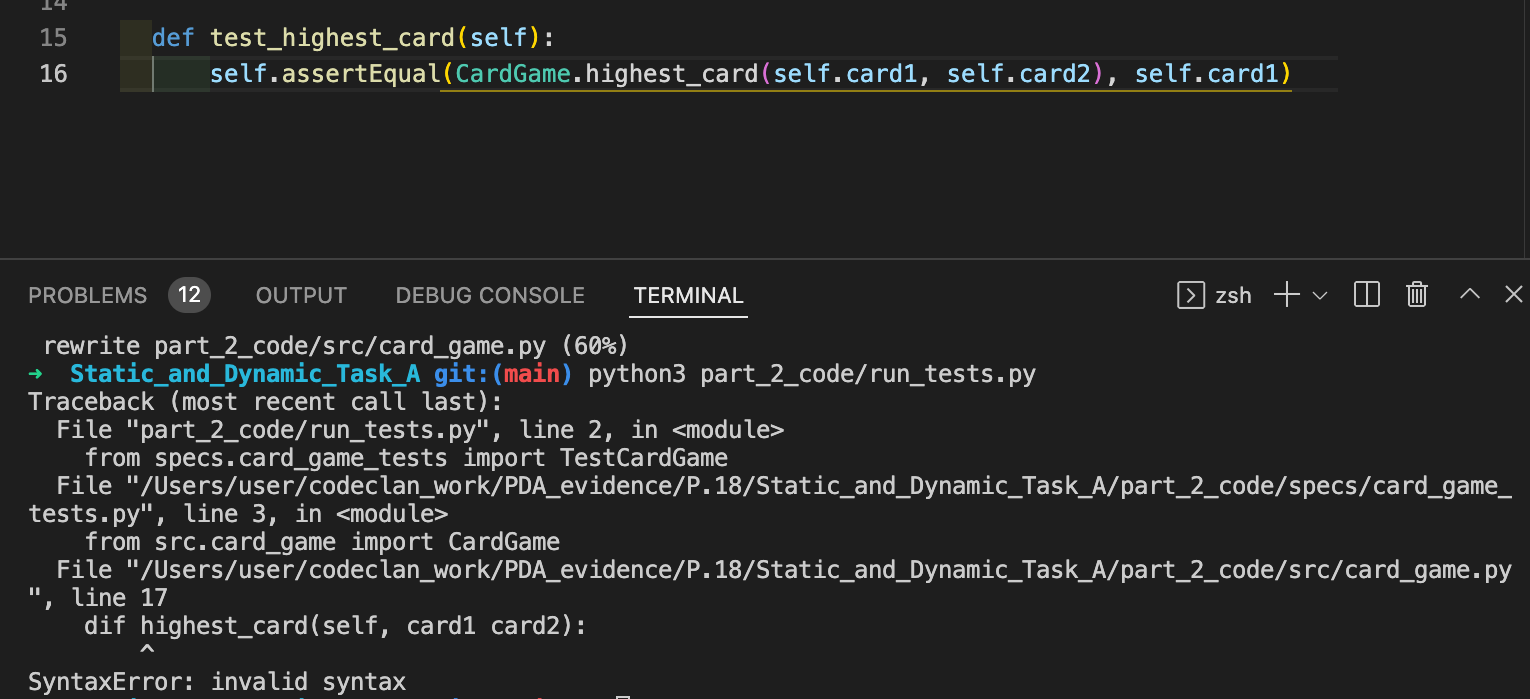 14
15 def test_highest_card(self):
16 self.assertEqual(CardGame.highest_card(self.card1, self.card2), self.card1)
PROBLEMS 12 OUTPUT DEBUG CONSOLE TERMINAL zsh
rewrite part_2_code/src/card_game.py (60%)
➜ Static_and_Dynamic_Task_A git:(main) python3 part_2_code/run_tests.py
Traceback (most recent call last):
File "part_2_code/run_tests.py", line 2, in <module>
from specs.card_game_tests import TestCardGame
File "/Users/user/codeclan_work/PDA_evidence/P.18/Static_and_Dynamic_Task_A/part_2_code/specs/card_game_
tests.py", line 3, in <module>
from src.card_game import CardGame
File "/Users/user/codeclan_work/PDA_evidence/P.18/Static_and_Dynamic_Task_A/part_2_code/src/card_game.py
", line 17
dif highest_card(self, card1 card2):
^
SyntaxError: invalid syntax